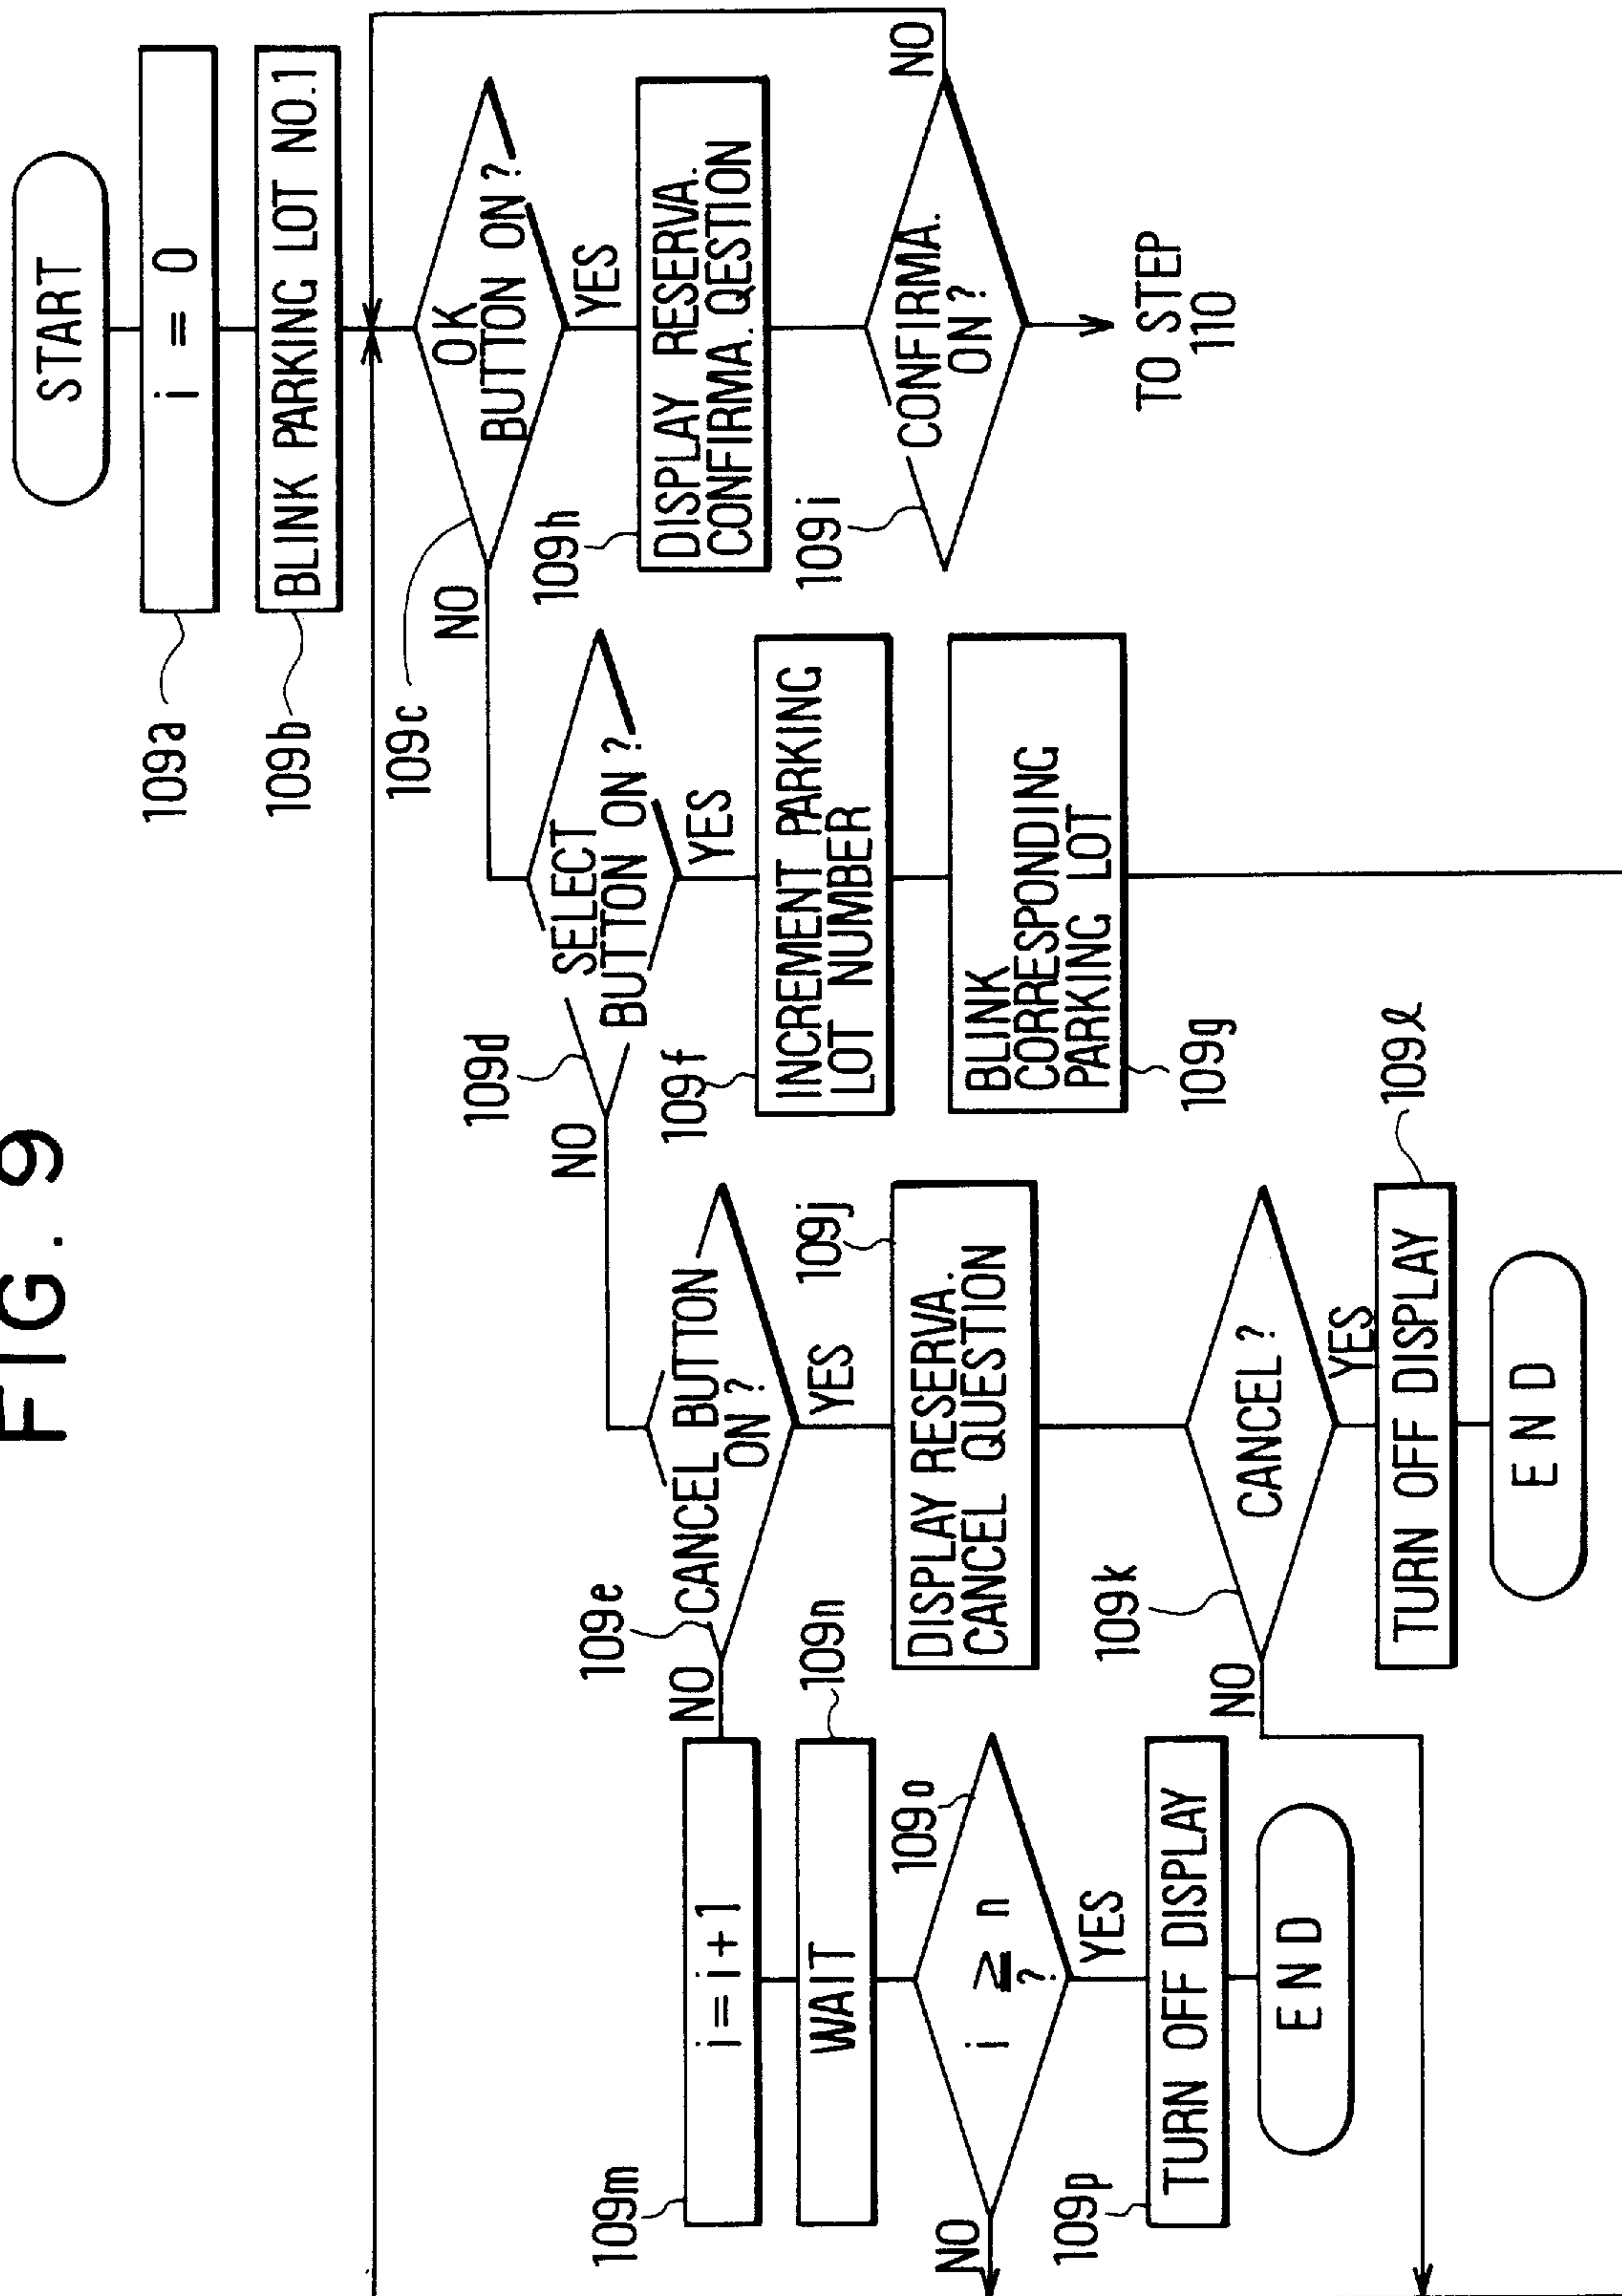 FIG. 9
START
109a
i = 0
109b
BLINK PARKING LOT NO.1
109c
OK
BUTTON ON ?
NO
YES
109h
DISPLAY RESERVA.
CONFIRMA. QESTION
109i
CONFIRMA.
ON ?
NO
TO STEP
110
109d
SELECT
BUTTON ON ?
NO
YES
109f
INCREMENT PARKING
LOT NUMBER
BLINK
CORRESPONDING
PARKING LOT
109g
109e
CANCEL BUTTON
ON ?
NO
YES
109j
DISPLAY RESERVA.
CANCEL QUESTION
109k
CANCEL ?
NO
YES
109ℓ
TURN OFF DISPLAY
END
109m
i = i + 1
109n
WAIT
109o
i ≧ n
?
NO
YES
109p
TURN OFF DISPLAY
END